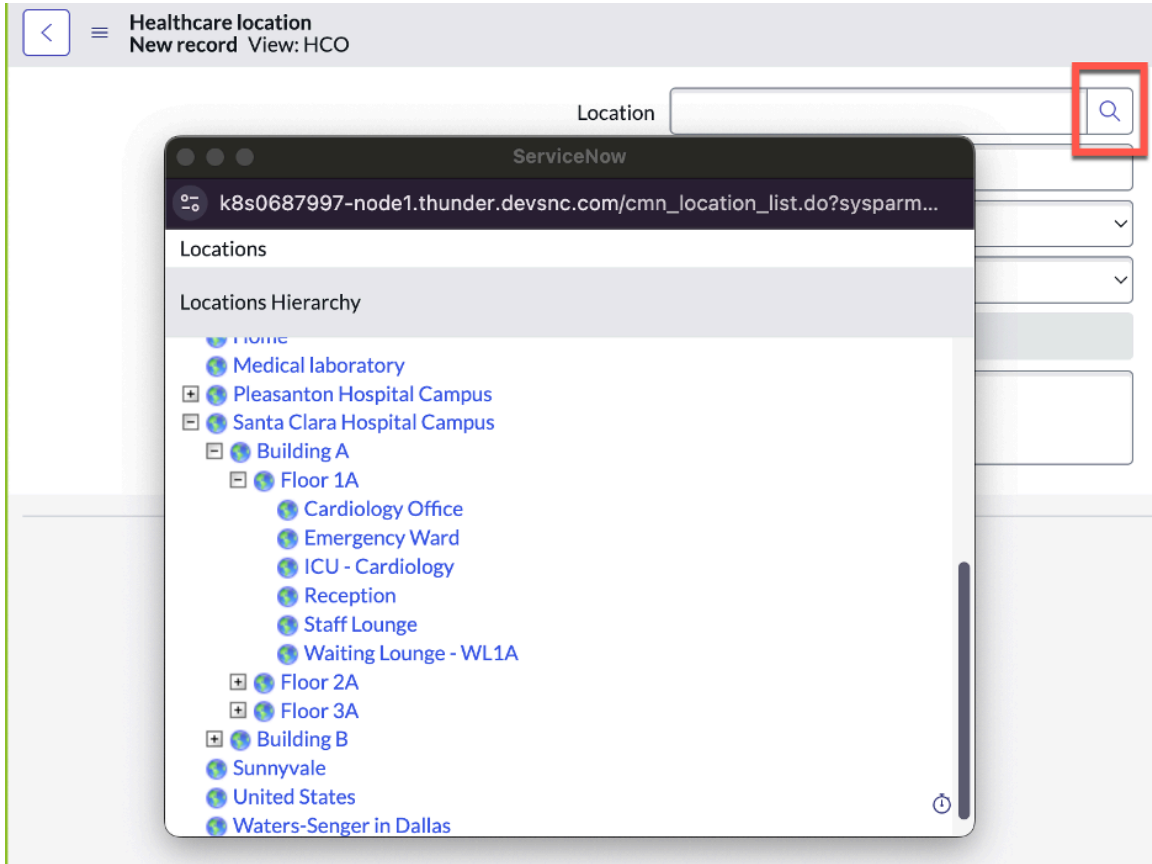 Healthcare location
New record View: HCO
Location
ServiceNow
k8s0687997-node1.thunder.devsnc.com/cmn_location_list.do?sysparm...
Locations
Locations Hierarchy
Home
Medical laboratory
Pleasanton Hospital Campus
Santa Clara Hospital Campus
Building A
Floor 1A
Cardiology Office
Emergency Ward
ICU - Cardiology
Reception
Staff Lounge
Waiting Lounge - WL1A
Floor 2A
Floor 3A
Building B
Sunnyvale
United States
Waters-Senger in Dallas